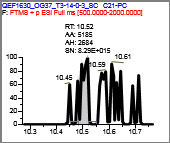 QEF1630_OG37_T3-14-0-3_SC C21-PC
F: FTMS + p ESI Full ms [500.0000-2000.0000]
RT: 10.52
AA: 5185
AH: 2684
SN: 8.29E+015
100
80
60
40
20
0
10.45
10.59
10.61
10.3 10.4 10.5 10.6 10.7